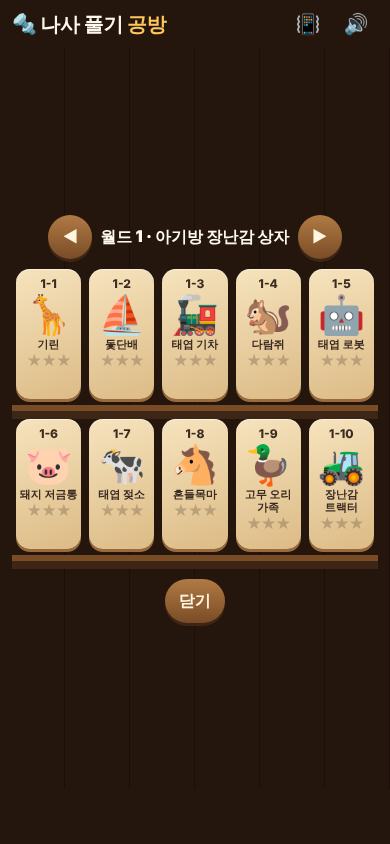 나사 풀기 공방
월드 1 · 아기방 장난감 상자
1-1
기린
1-2
돛단배
1-3
태엽 기차
1-4
다람쥐
1-5
태엽 로봇
1-6
돼지 저금통
1-7
태엽 젖소
1-8
흔들목마
1-9
고무 오리
가족
1-10
장난감
트랙터
닫기